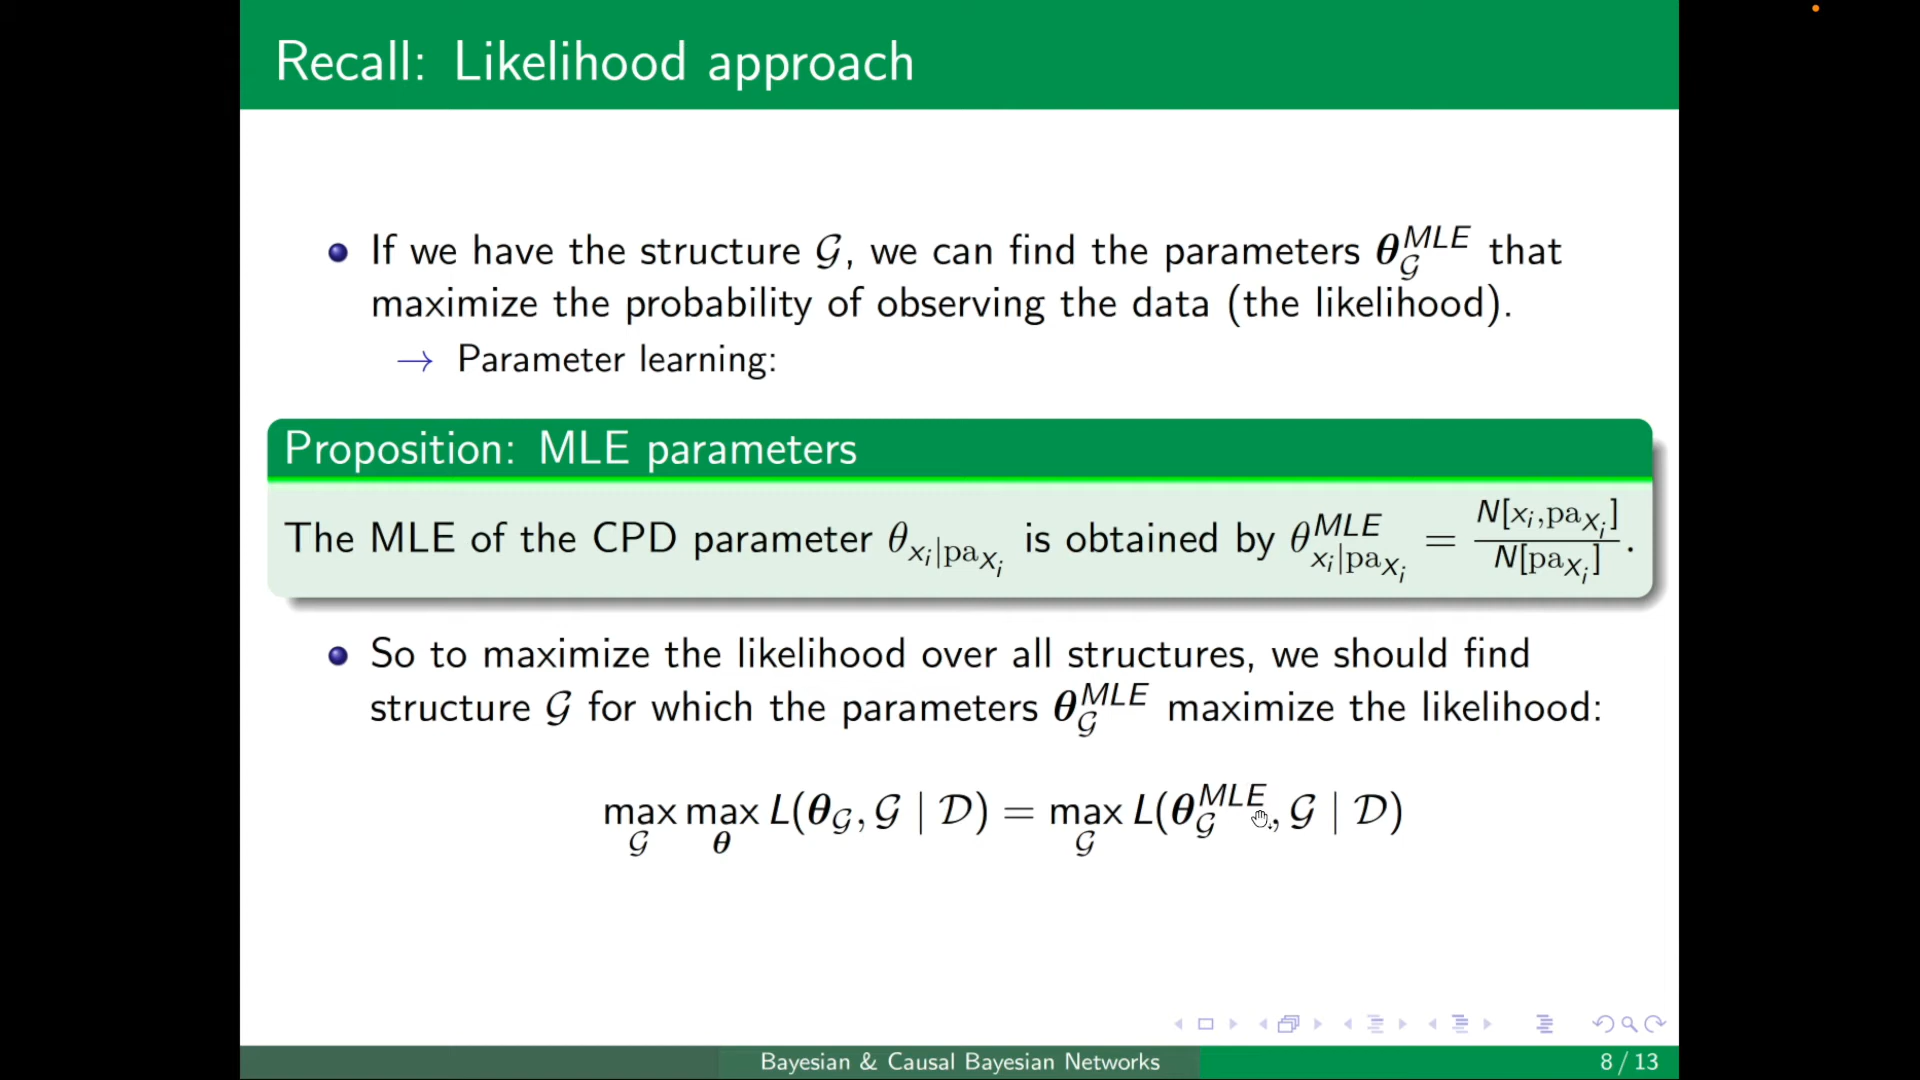 Recall: Likelihood approach
If we have the structure 𝒢, we can find the parameters θ_𝒢^MLE that
maximize the probability of observing the data (the likelihood).
→ Parameter learning:
Proposition: MLE parameters
The MLE of the CPD parameter θ_{x_i|pa_{X_i}} is obtained by θ_{x_i|pa_{X_i}}^MLE = N[x_i,pa_{X_i}] / N[pa_{X_i}].
So to maximize the likelihood over all structures, we should find
structure 𝒢 for which the parameters θ_𝒢^MLE maximize the likelihood:
max_𝒢 max_θ L(θ_𝒢, 𝒢 | 𝒟) = max_𝒢 L(θ_𝒢^MLE, 𝒢 | 𝒟)
Bayesian & Causal Bayesian Networks
8 / 13